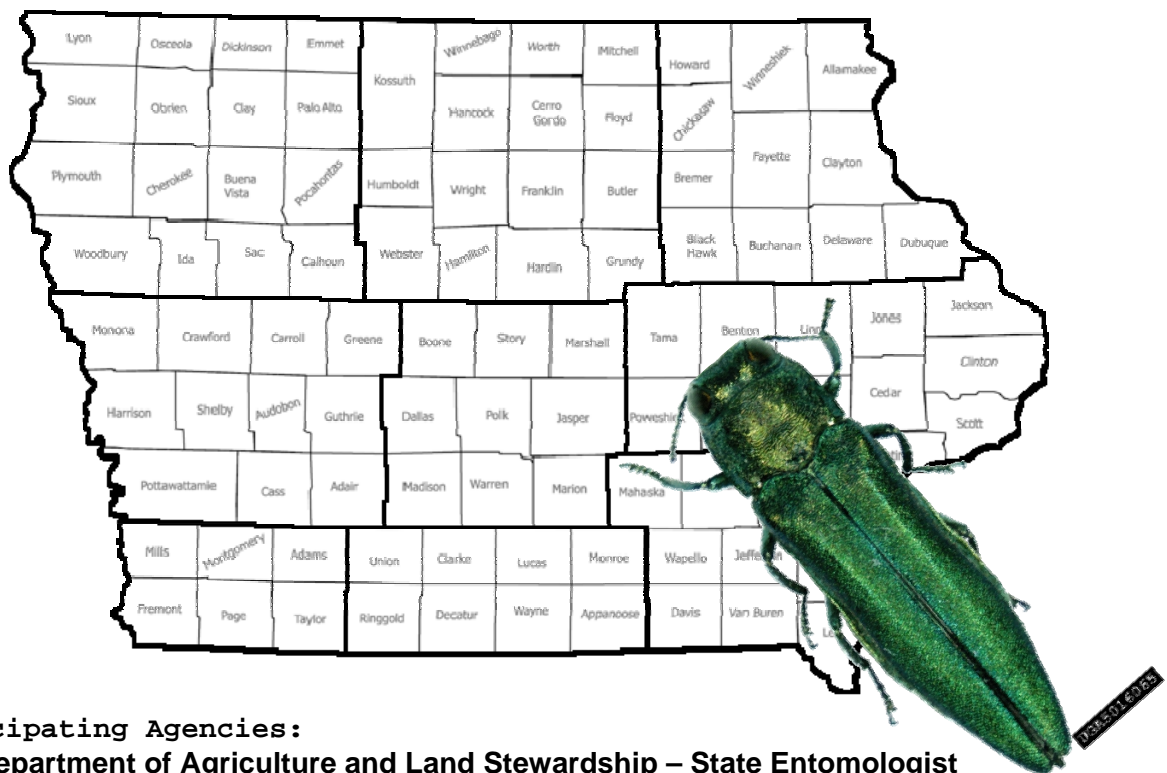 Lyon Osceola Dickinson Emmet Kossuth Winnebago Worth Mitchell Howard Winneshiek Allamakee
Sioux Obrien Clay Palo Alto Hancock Cerro Gordo Floyd Chickasaw
Plymouth Cherokee Buena Vista Pocahontas Humboldt Wright Franklin Butler Bremer Fayette Clayton
Woodbury Ida Sac Calhoun Webster Hamilton Hardin Grundy Black Hawk Buchanan Delaware Dubuque
Monona Crawford Carroll Greene Boone Story Marshall Tama Benton Linn Jones Jackson
Clinton
Harrison Shelby Audobon Guthrie Dallas Polk Jasper Poweshie Cedar Scott
Pottawattamie Cass Adair Madison Warren Marion Mahaska
Mills Montgomery Adams Union Clarke Lucas Monroe Wapello
Fremont Page Taylor Ringgold Decatur Wayne Appanoose Davis Van Buren
cipating Agencies:
epartment of Agriculture and Land Stewardship – State Entomologist